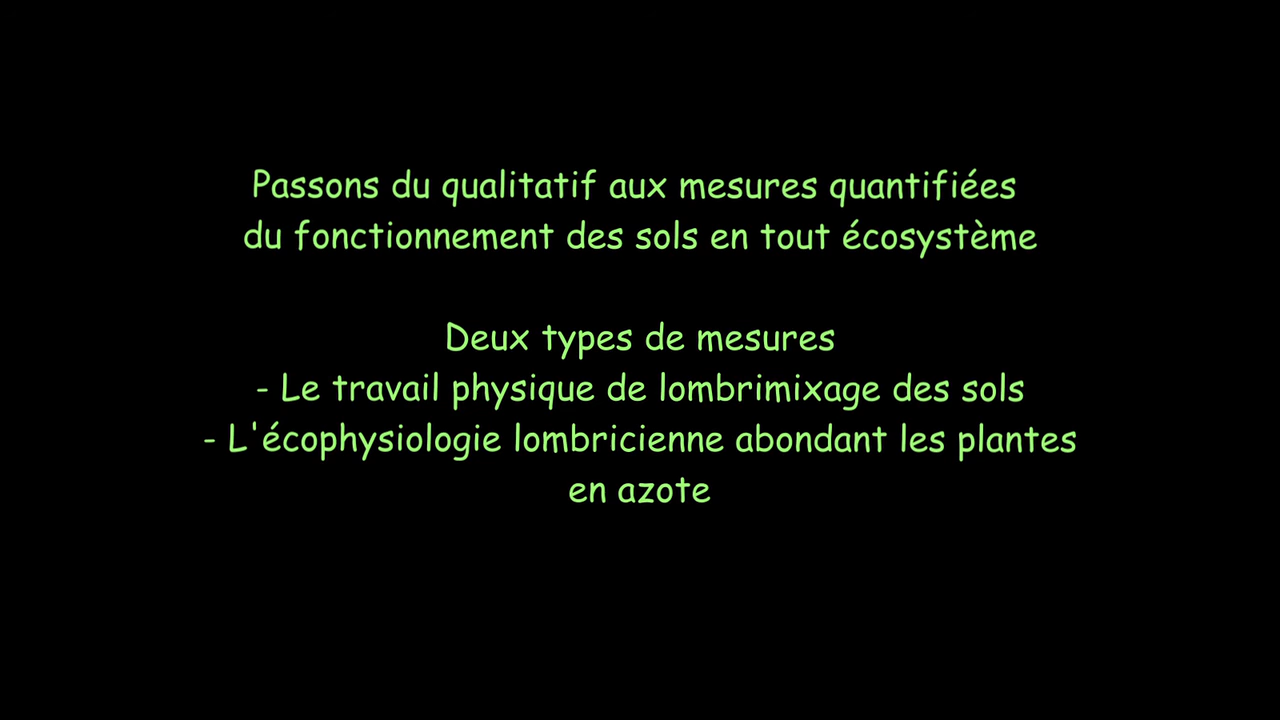 Passons du qualitatif aux mesures quantifiées
du fonctionnement des sols en tout écosystème
Deux types de mesures
- Le travail physique de lombrimixage des sols
- L'écophysiologie lombricienne abondant les plantes
en azote